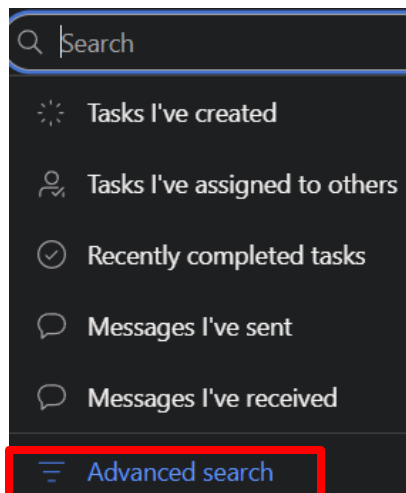 Search
Tasks I've created
Tasks I've assigned to others
Recently completed tasks
Messages I've sent
Messages I've received
Advanced search